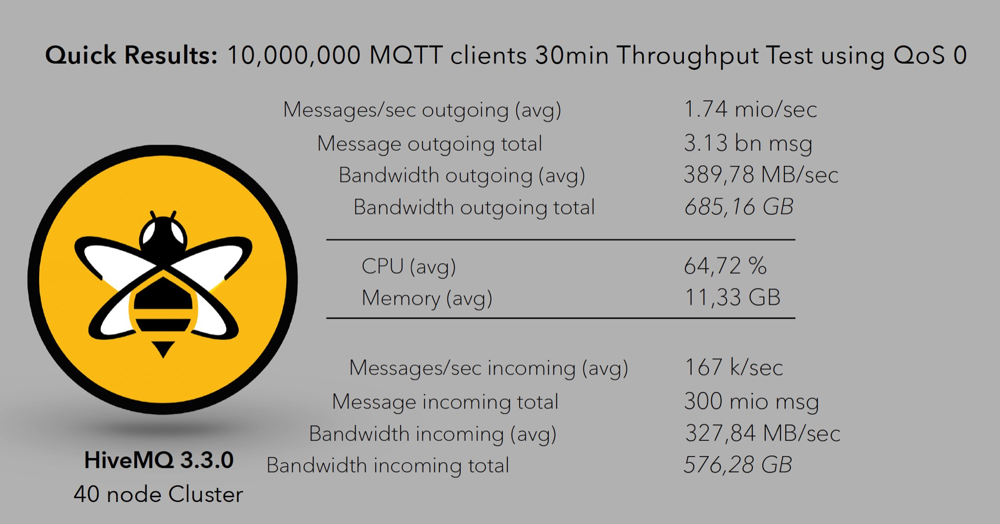 Quick Results: 10,000,000 MQTT clients 30min Throughput Test using QoS 0
Messages/sec outgoing (avg) 1.74 mio/sec
Message outgoing total 3.13 bn msg
Bandwidth outgoing (avg) 389,78 MB/sec
Bandwidth outgoing total 685,16 GB
CPU (avg) 64,72 %
Memory (avg) 11,33 GB
Messages/sec incoming (avg) 167 k/sec
Message incoming total 300 mio msg
Bandwidth incoming (avg) 327,84 MB/sec
Bandwidth incoming total 576,28 GB
HiveMQ 3.3.0
40 node Cluster